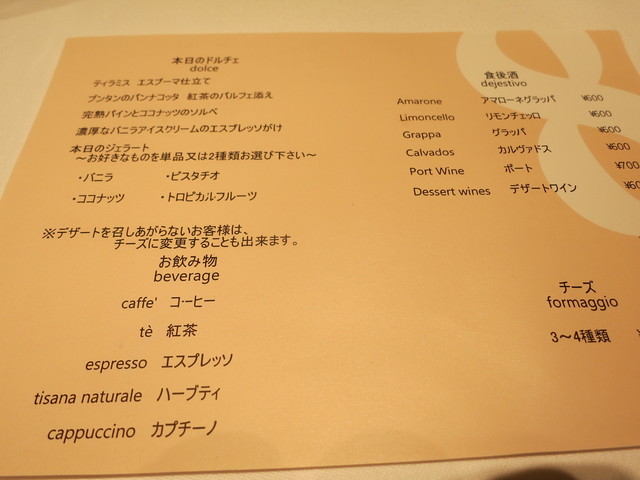 本日のドルチェ
dolce
ティラミス エスプーマ仕立て
ブンタンのパンナコッタ 紅茶のパルフェ添え
完熟パインとココナッツのソルベ
濃厚なバニラアイスクリームのエスプレッソがけ
本日のジェラート
～お好きなものを単品又は2種類お選び下さい～
・バニラ ・ピスタチオ
・ココナッツ ・トロピカルフルーツ
※デザートを召しあがらないお客様は、
チーズに変更することも出来ます。
お飲み物
beverage
caffe' コーヒー
tè 紅茶
espresso エスプレッソ
tisana naturale ハーブティ
cappuccino カプチーノ
食後酒
dejestivo
Amarone アマローネグラッパ ¥600
Limoncello リモンチェッロ ¥600
Grappa グラッパ ¥600
Calvados カルヴァドス ¥600
Port Wine ポート ¥700
Dessert wines デザートワイン
チーズ
formaggio
3～4種類